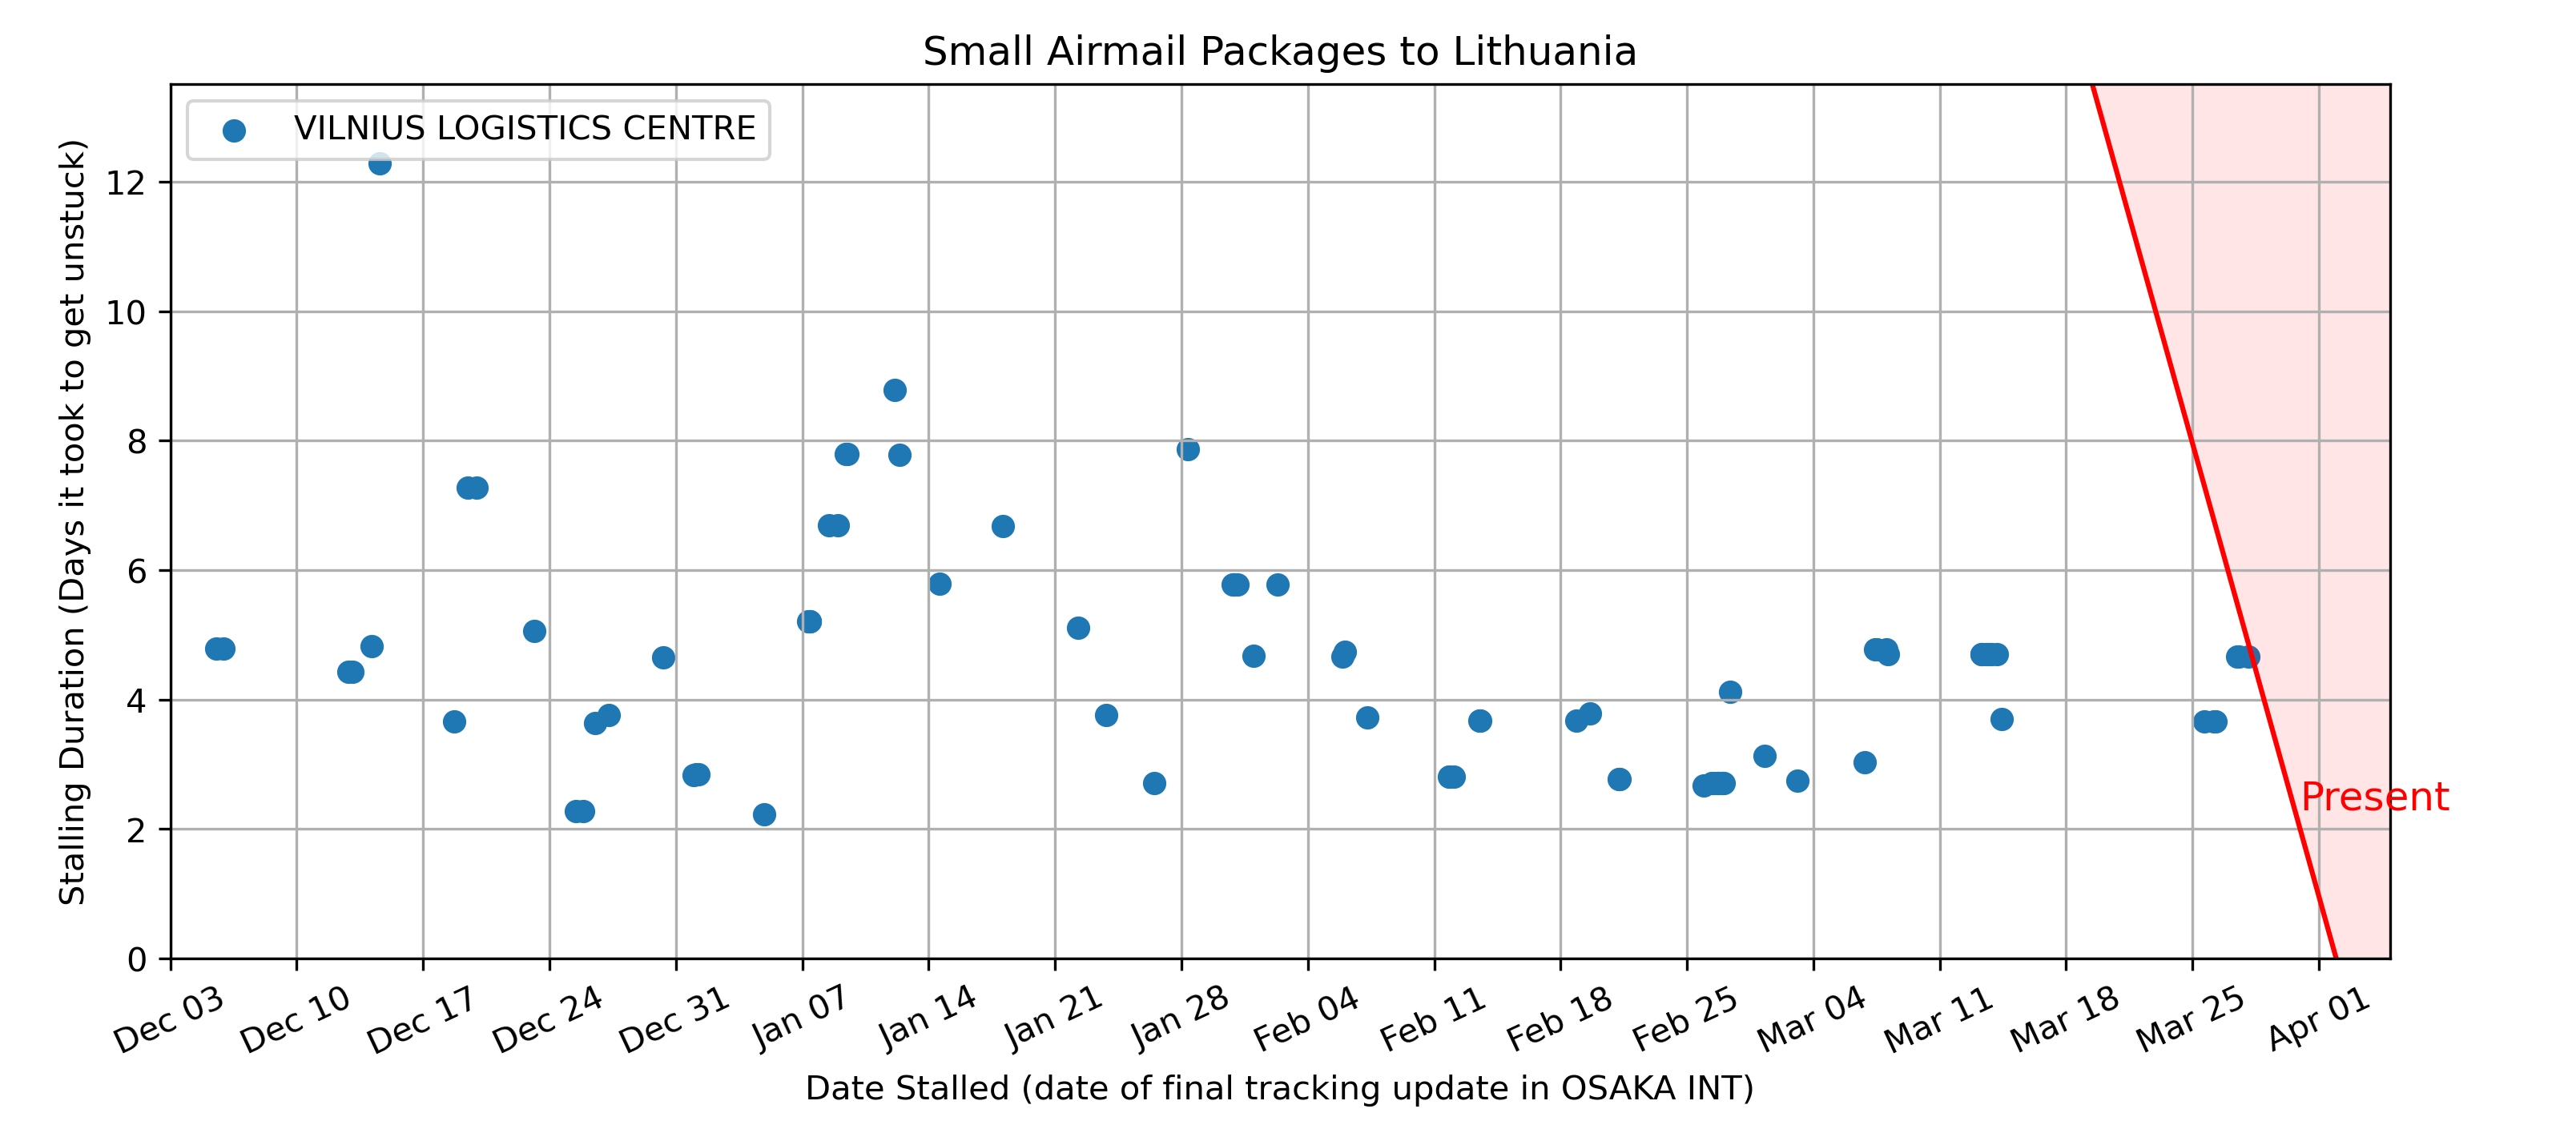 Small Airmail Packages to Lithuania
VILNIUS LOGISTICS CENTRE
Stalling Duration (Days it took to get unstuck)
12
10
8
6
4
2
0
Present
Dec 03
Dec 10
Dec 17
Dec 24
Dec 31
Jan 07
Jan 14
Jan 21
Jan 28
Feb 04
Feb 11
Feb 18
Feb 25
Mar 04
Mar 11
Mar 18
Mar 25
Apr 01
Date Stalled (date of final tracking update in OSAKA INT)